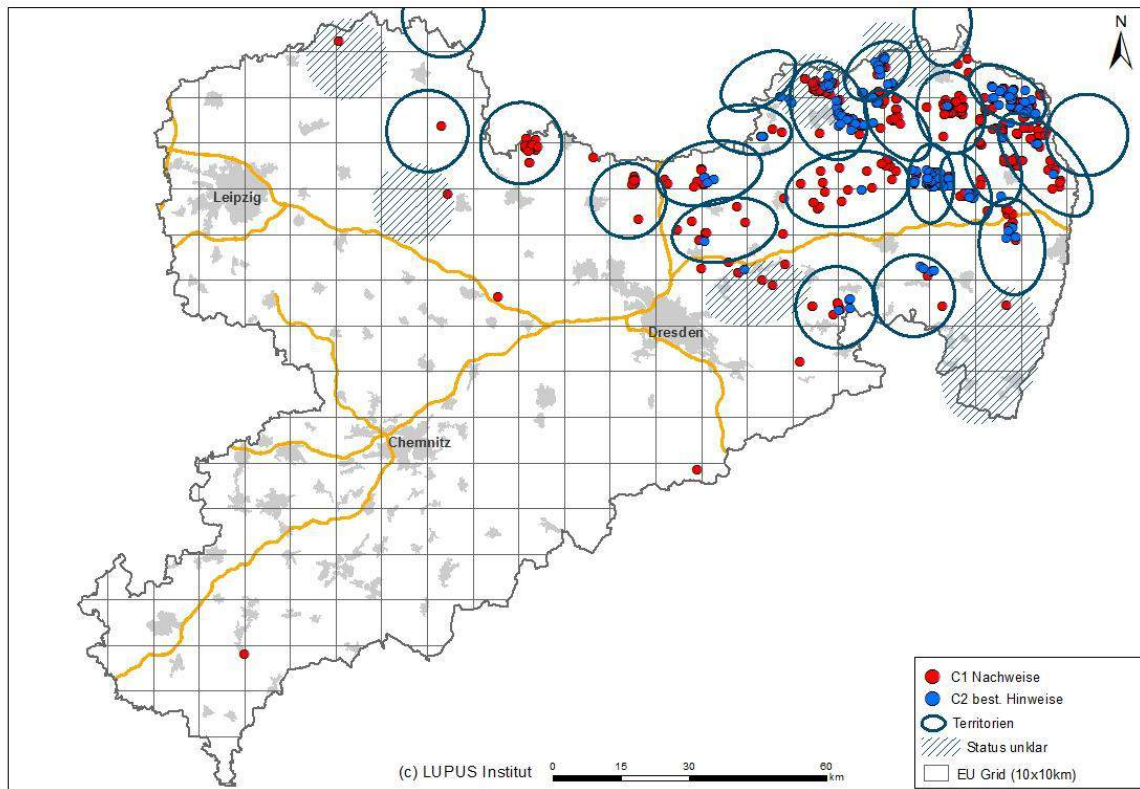 N
Leipzig
Dresden
Chemnitz
C1 Nachweise
C2 best. Hinweise
Territorien
Status unklar
EU Grid (10x10km)
(c) LUPUS Institut
0 15 30 60
km